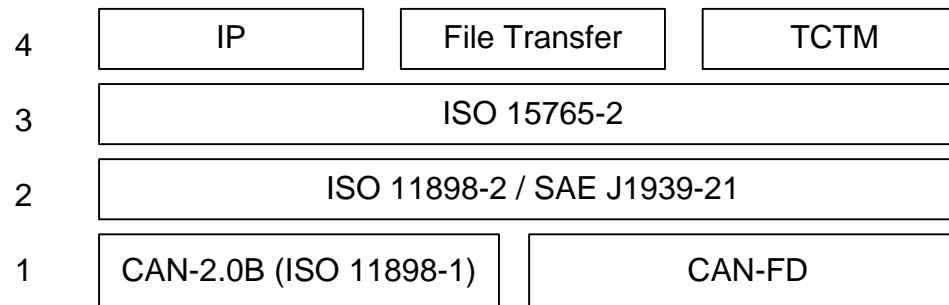 4 IP File Transfer TCTM
3 ISO 15765-2
2 ISO 11898-2 / SAE J1939-21
1 CAN-2.0B (ISO 11898-1) CAN-FD